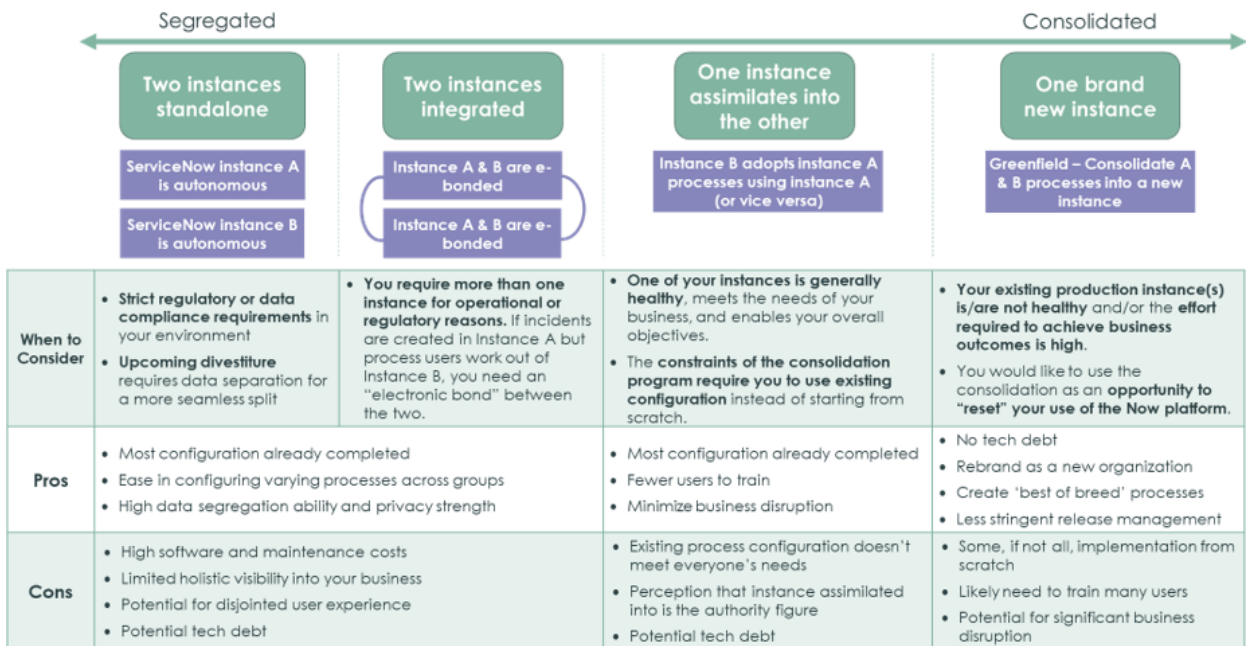 Segregated
Consolidated
Two instances
standalone
Two instances
integrated
One instance
assimilates into
the other
One brand
new instance
ServiceNow instance A
is autonomous
ServiceNow instance B
is autonomous
Instance A & B are e-
bonded
Instance A & B are e-
bonded
Instance B adopts instance A
processes using instance A
(or vice versa)
Greenfield – Consolidate A
& B processes into a new
instance
When to
Consider
• Strict regulatory or data
compliance requirements in
your environment
• Upcoming divestiture
requires data separation for
a more seamless split
• You require more than one
instance for operational or
regulatory reasons. If incidents
are created in Instance A but
process users work out of
Instance B, you need an
“electronic bond” between
the two.
• One of your instances is generally
healthy, meets the needs of your
business, and enables your overall
objectives.
• The constraints of the consolidation
program require you to use existing
configuration instead of starting from
scratch.
• Your existing production instance(s)
is/are not healthy and/or the effort
required to achieve business
outcomes is high.
• You would like to use the
consolidation as an opportunity to
“reset” your use of the Now platform.
Pros
• Most configuration already completed
• Ease in configuring varying processes across groups
• High data segregation ability and privacy strength
• Most configuration already completed
• Fewer users to train
• Minimize business disruption
• No tech debt
• Rebrand as a new organization
• Create ‘best of breed’ processes
• Less stringent release management
Cons
• High software and maintenance costs
• Limited holistic visibility into your business
• Potential for disjointed user experience
• Potential tech debt
• Existing process configuration doesn’t
meet everyone’s needs
• Perception that instance assimilated
into is the authority figure
• Potential tech debt
• Some, if not all, implementation from
scratch
• Likely need to train many users
• Potential for significant business
disruption